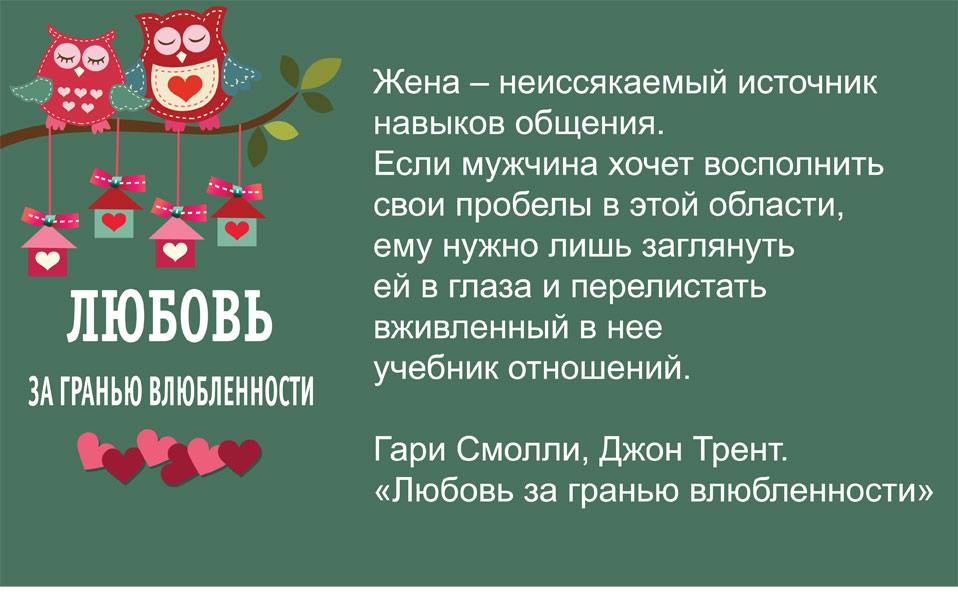 ЛЮБОВЬ
ЗА ГРАНЬЮ ВЛЮБЛЕННОСТИ
Жена – неиссякаемый источник
навыков общения.
Если мужчина хочет восполнить
свои пробелы в этой области,
ему нужно лишь заглянуть
ей в глаза и перелистать
вживленный в нее
учебник отношений.
Гари Смолли, Джон Трент.
«Любовь за гранью влюбленности»